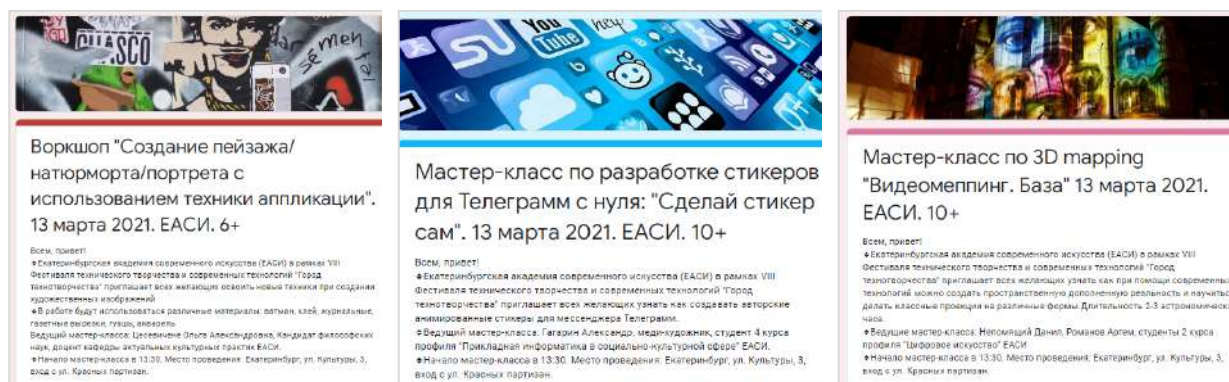 CUASCO
Semen
You
Tube
help
Воркшоп "Создание пейзажа/
натюрморта/портрета с
использованием техники аппликации".
13 марта 2021. ЕАСИ. 6+
Всем, привет!
Екатеринбургская академия современного искусства (ЕАСИ) в рамках VIII
Фестиваля технического творчества и современных технологий "Город
технотворчества" приглашает всех желающих освоить новые техники при создании
художественных изображений
В работе будут использоваться различные материалы: ватман, клей, журнальные,
газетные вырезки, гуашь, акварель.
Ведущий мастер-класса: Цесевичене Ольга Александровна, Кандидат философских
наук, доцент кафедры актуальных культурных практик ЕАСИ.
Начало мастер-класса в 13:30. Место проведения: Екатеринбург, ул. Культуры, 3,
вход с ул. Красных партизан.
Мастер-класс по разработке стикеров
для Телеграмм с нуля: "Сделай стикер
сам". 13 марта 2021. ЕАСИ. 10+
Всем, привет!
Екатеринбургская академия современного искусства (ЕАСИ) в рамках VIII
Фестиваля технического творчества и современных технологий "Город
технотворчества" приглашает всех желающих узнать как создавать авторские
анимированные стикеры для мессенджера Телеграмм.
Ведущий мастер-класса: Гагарин Александр, меди-художник, студент 4 курса
профиля "Прикладная информатика в социально-культурной сфере" ЕАСИ.
Начало мастер-класса в 13:30. Место проведения: Екатеринбург, ул. Культуры, 3,
вход с ул. Красных партизан.
Мастер-класс по 3D mapping
"Видеомеппинг. База" 13 марта 2021.
ЕАСИ. 10+
Всем, привет!
Екатеринбургская академия современного искусства (ЕАСИ) в рамках VIII
Фестиваля технического творчества и современных технологий "Город
технотворчества" приглашает всех желающих узнать как при помощи современных
технологий можно создать пространственную дополненную реальность и научиться
делать классные проекции на различные формы. Длительность 2-3 астрономических
часа.
Ведущие мастер-класса: Непомящий Данил, Романов Артем, студенты 2 курса
профиля "Цифровое искусство" ЕАСИ
Начало мастер-класса в 13:30. Место проведения: Екатеринбург, ул. Культуры, 3,
вход с ул. Красных партизан.